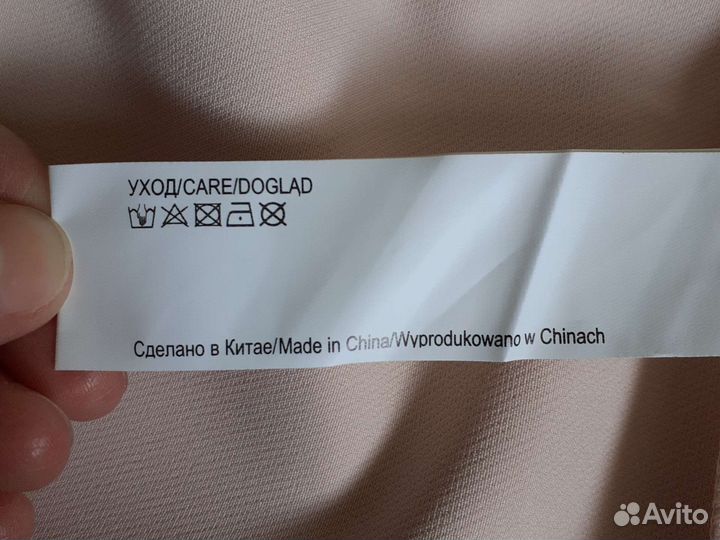 УХОД/CARE/DOGLĄD
Сделано в Китае/Made in China/Wyprodukowano w Chinach
Avito